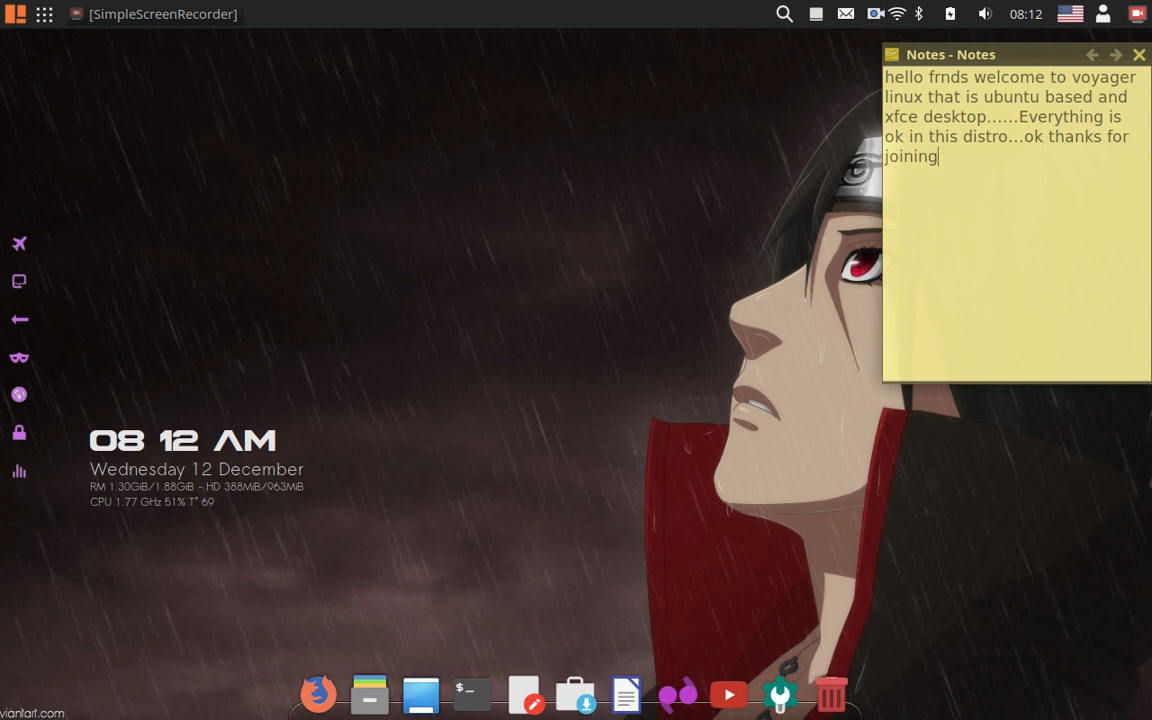 [SimpleScreenRecorder]
08:12
Notes - Notes
hello frnds welcome to voyager
linux that is ubuntu based and
xfce desktop......Everything is
ok in this distro...ok thanks for
joining
08 12 AM
Wednesday 12 December
RM 1.30GiB/1.88GiB - HD 388MiB/963MiB
CPU 1.77 GHz 51% T° 69
$_
viantart.com